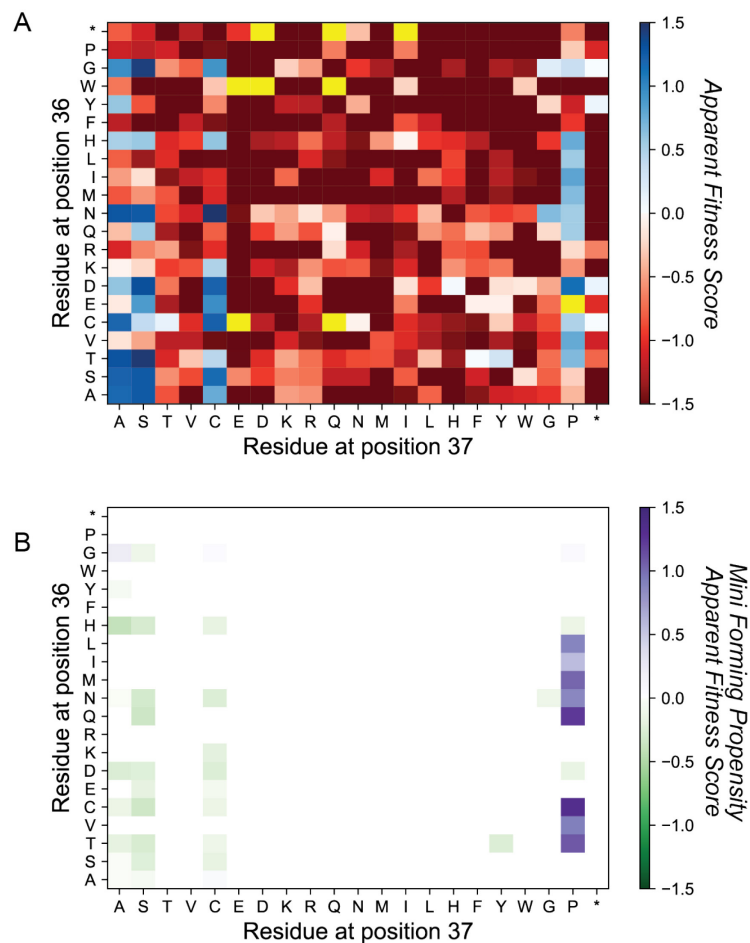 A
*
P
G
W
Y
F
H
L
I
M
N
Q
R
K
D
E
C
V
T
S
A
Residue at position 36
A S T V C E D K R Q N M I L H F Y W G P *
Residue at position 37
1.5
1.0
0.5
0.0
−0.5
−1.0
−1.5
Apparent Fitness Score
B
*
P
G
W
Y
F
H
L
I
M
N
Q
R
K
D
E
C
V
T
S
A
Residue at position 36
A S T V C E D K R Q N M I L H F Y W G P *
Residue at position 37
1.5
1.0
0.5
0.0
−0.5
−1.0
−1.5
Mini Forming Propensity
Apparent Fitness Score